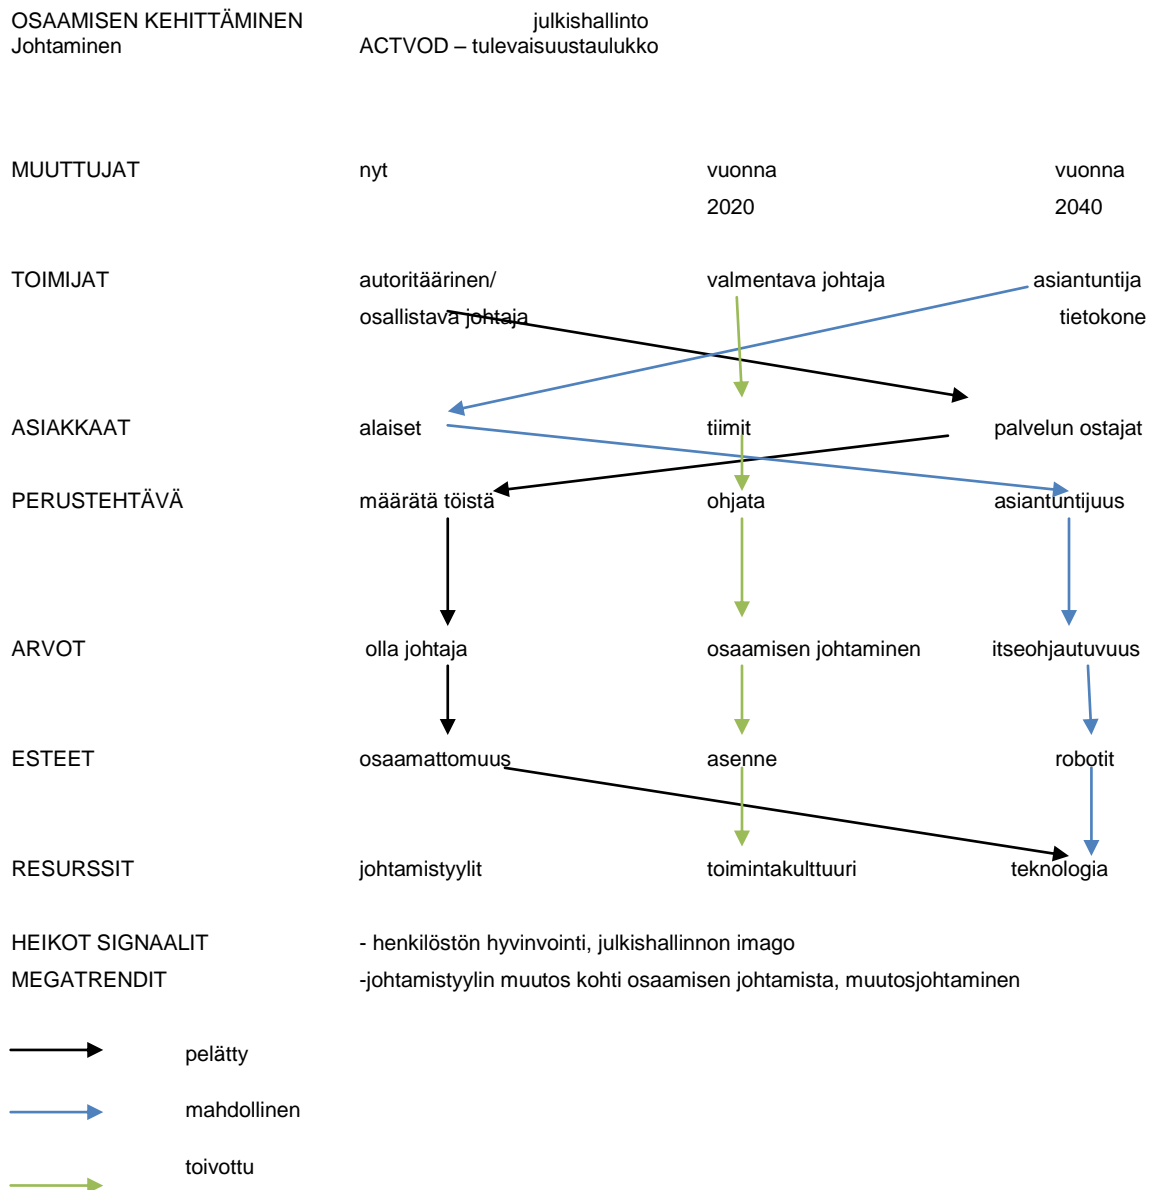 OSAAMISEN KEHITTÄMINEN julkishallinto
Johtaminen ACTVOD – tulevaisuustaulukko
MUUTTUJAT nyt vuonna vuonna
2020 2040
TOIMIJAT autoritäärinen/ valmentava johtaja asiantuntija
osallistava johtaja tietokone
ASIAKKAAT alaiset tiimit palvelun ostajat
PERUSTEHTÄVÄ määrätä töistä ohjata asiantuntijuus
ARVOT olla johtaja osaamisen johtaminen itseohjautuvuus
ESTEET osaamattomuus asenne robotit
RESURSSIT johtamistyylit toimintakulttuuri teknologia
HEIKOT SIGNAALIT - henkilöstön hyvinvointi, julkishallinnon imago
MEGATRENDIT -johtamistyylin muutos kohti osaamisen johtamista, muutosjohtaminen
pelätty
mahdollinen
toivottu